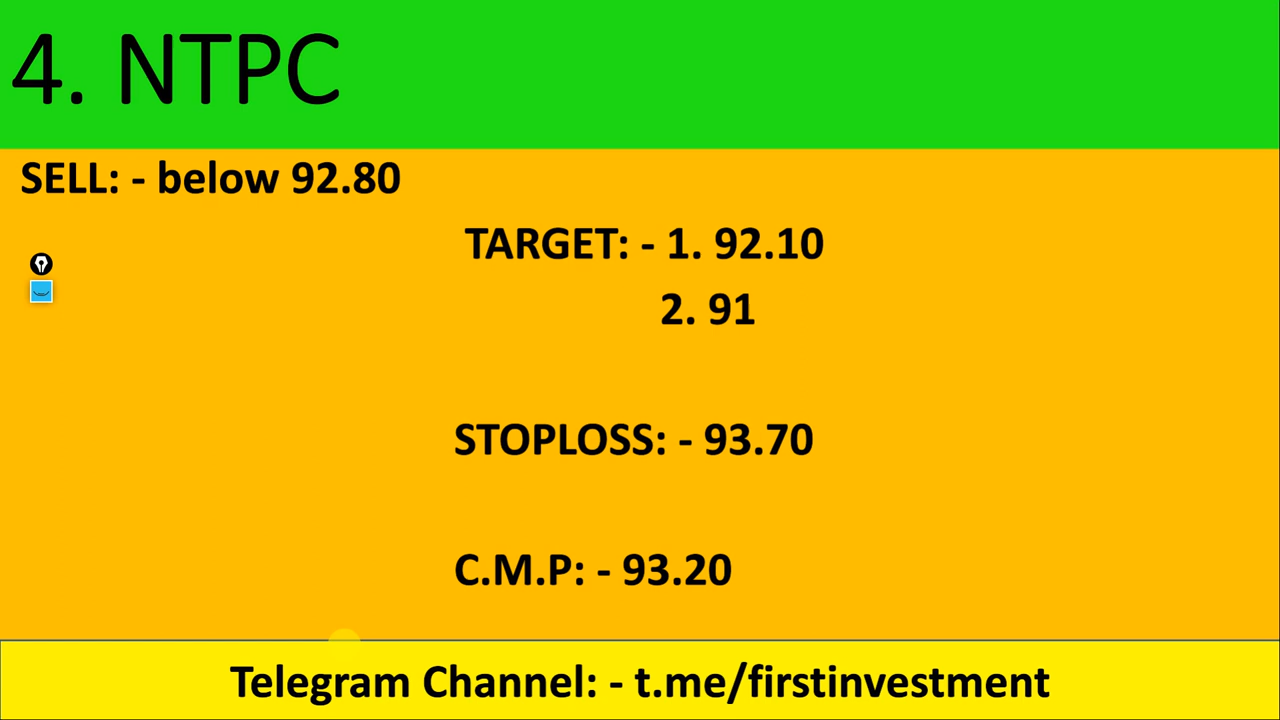 4. NTPC
SELL: - below 92.80
TARGET: - 1. 92.10
2. 91
STOPLOSS: - 93.70
C.M.P: - 93.20
Telegram Channel: - t.me/firstinvestment